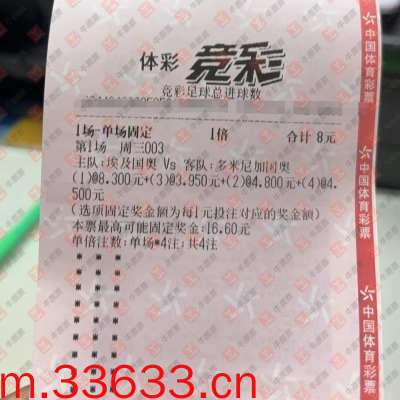 体彩 竞彩
竞彩足球总进球数
1场-单场固定 1倍 合计 8元
第1场 周三003
主队:埃及国奥 Vs 客队:多米尼加国奥
(1)@8.300元+(3)@3.950元+(2)@4.800元+(4)@4.
500元
(选项固定奖金额为每1元投注对应的奖金额)
本票最高可能固定奖金:16.60元
单倍注数:单场*4注;共4注
中国体育彩票
中国体育彩票
m.33633.cn